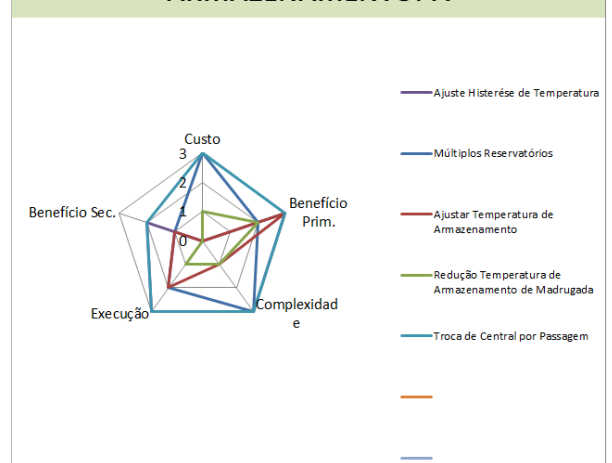 Custo
3
2
1
0
Benefício
Prim.
Complexidad
e
Execução
Benefício Sec.
Ajuste Histerése de Temperatura
Múltiplos Reservatórios
Ajustar Temperatura de
Armazenamento
Redução Temperatura de
Armazenamento de Madrugada
Troca de Central por Passagem